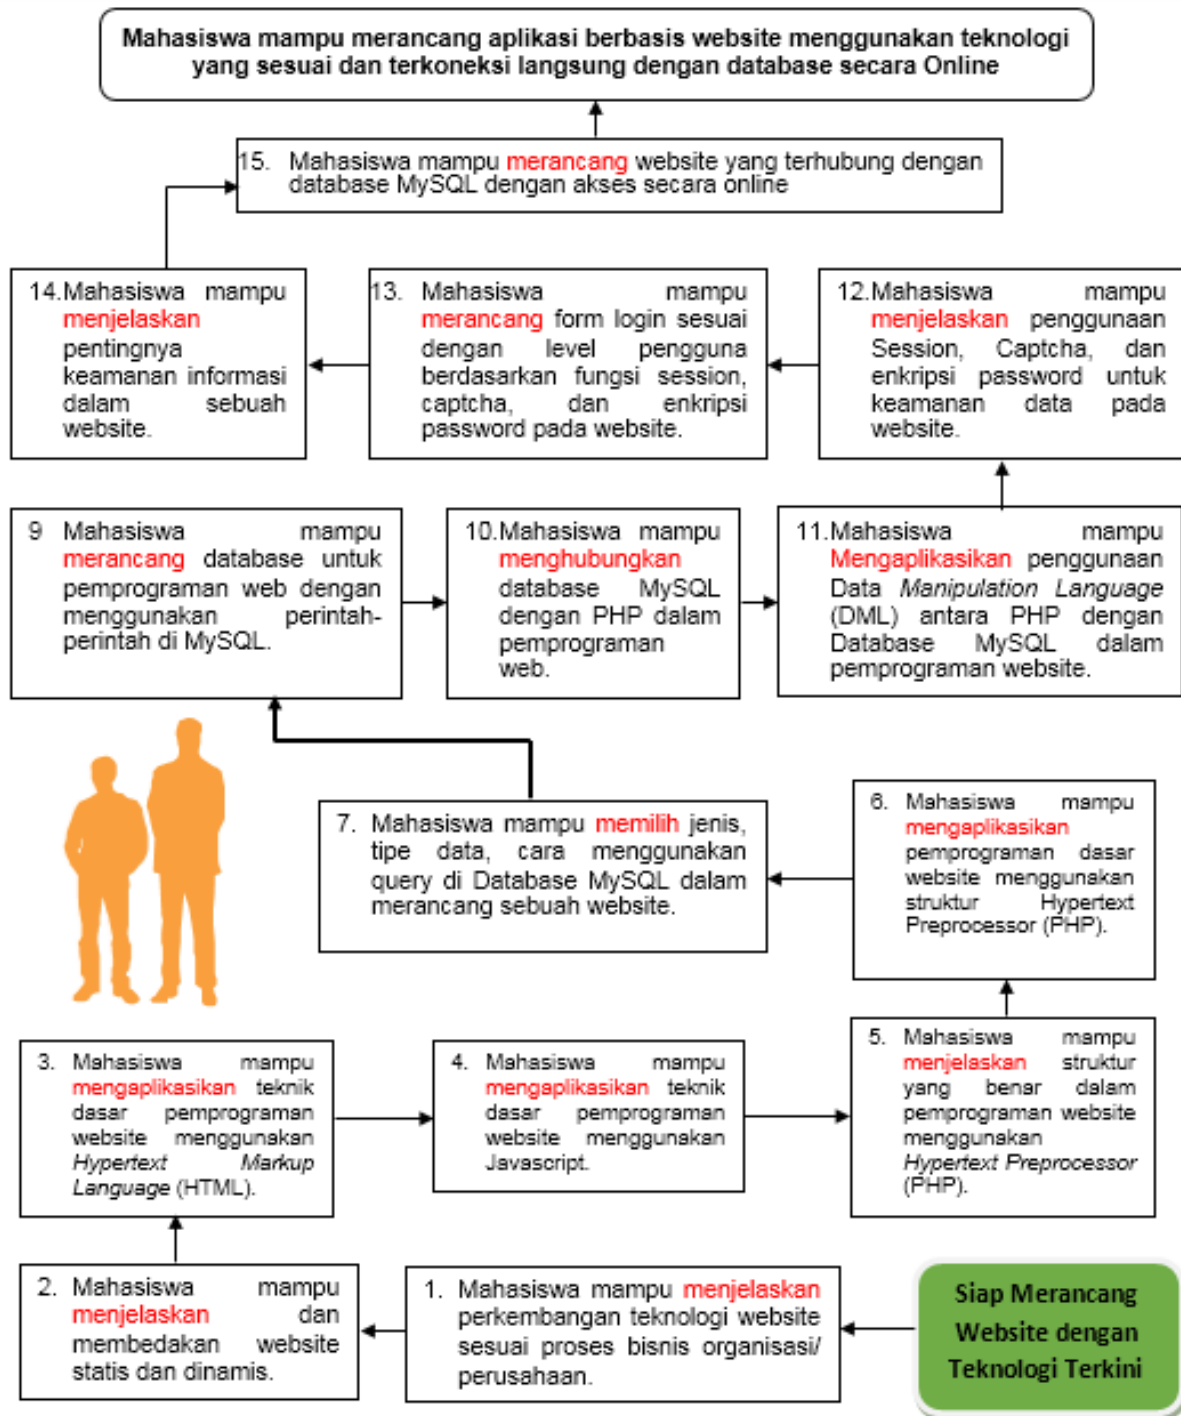 Mahasiswa mampu merancang aplikasi berbasis website menggunakan teknologi
yang sesuai dan terkoneksi langsung dengan database secara Online
15. Mahasiswa mampu merancang website yang terhubung dengan
database MySQL dengan akses secara online
14.Mahasiswa mampu
menjelaskan
pentingnya
keamanan informasi
dalam sebuah
website.
13. Mahasiswa mampu
merancang form login sesuai
dengan level pengguna
berdasarkan fungsi session,
captcha, dan enkripsi
password pada website.
12.Mahasiswa mampu
menjelaskan penggunaan
Session, Captcha, dan
enkripsi password untuk
keamanan data pada
website.
9 Mahasiswa mampu
merancang database untuk
pemprograman web dengan
menggunakan perintah-
perintah di MySQL.
10.Mahasiswa mampu
menghubungkan
database MySQL
dengan PHP dalam
pemprograman
web.
11.Mahasiswa mampu
Mengaplikasikan penggunaan
Data Manipulation Language
(DML) antara PHP dengan
Database MySQL dalam
pemprograman website.
7. Mahasiswa mampu memilih jenis,
tipe data, cara menggunakan
query di Database MySQL dalam
merancang sebuah website.
6. Mahasiswa mampu
mengaplikasikan
pemprograman dasar
website menggunakan
struktur Hypertext
Preprocessor (PHP).
3. Mahasiswa mampu
mengaplikasikan teknik
dasar pemprograman
website menggunakan
Hypertext Markup
Language (HTML).
4. Mahasiswa mampu
mengaplikasikan teknik
dasar pemprograman
website menggunakan
Javascript.
5. Mahasiswa mampu
menjelaskan struktur
yang benar dalam
pemprograman website
menggunakan
Hypertext Preprocessor
(PHP).
2. Mahasiswa mampu
menjelaskan dan
membedakan website
statis dan dinamis.
1. Mahasiswa mampu menjelaskan
perkembangan teknologi website
sesuai proses bisnis organisasi/
perusahaan.
Siap Merancang
Website dengan
Teknologi Terkini